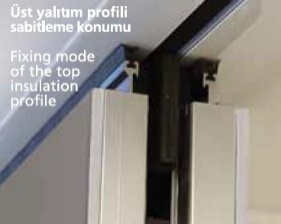 Üst yalıtım profili
sabitleme konumu
Fixing mode
of the top
insulation
profile